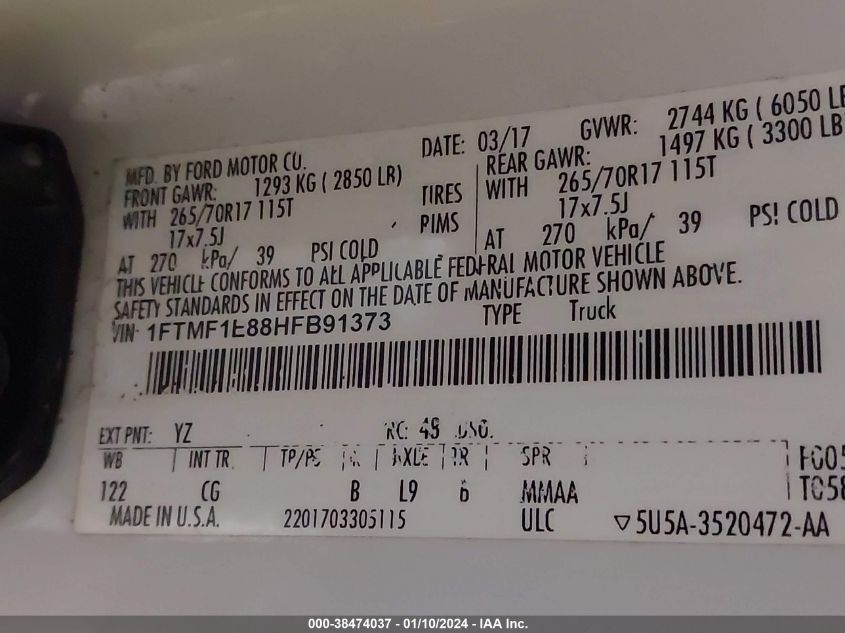 MFD. BY FORD MOTOR CO.
DATE: 03/17 GVWR: 2744 KG ( 6050 LB
FRONT GAWR: 1293 KG ( 2850 LB)
REAR GAWR: 1497 KG ( 3300 LB)
WITH 265/70R17 115T TIRES
WITH 265/70R17 115T
17x7.5J RIMS
17x7.5J
AT 270 kPa/ 39 PSI COLD
AT 270 kPa/ 39 PSI COLD
THIS VEHICLE CONFORMS TO ALL APPLICABLE FEDERAL MOTOR VEHICLE
SAFETY STANDARDS IN EFFECT ON THE DATE OF MANUFACTURE SHOWN ABOVE.
VIN: 1FTMF1E88HFB91373 TYPE Truck
EXT PNT: YZ RC: 49 DSO:
WB INT TR TP/PS R AXLE TR SPR
122 CG B L9 6 MMAA
MADE IN U.S.A. 2201703305115 ULC ▽5U5A-3520472-AA
000-38474037 - 01/10/2024 - IAA Inc.